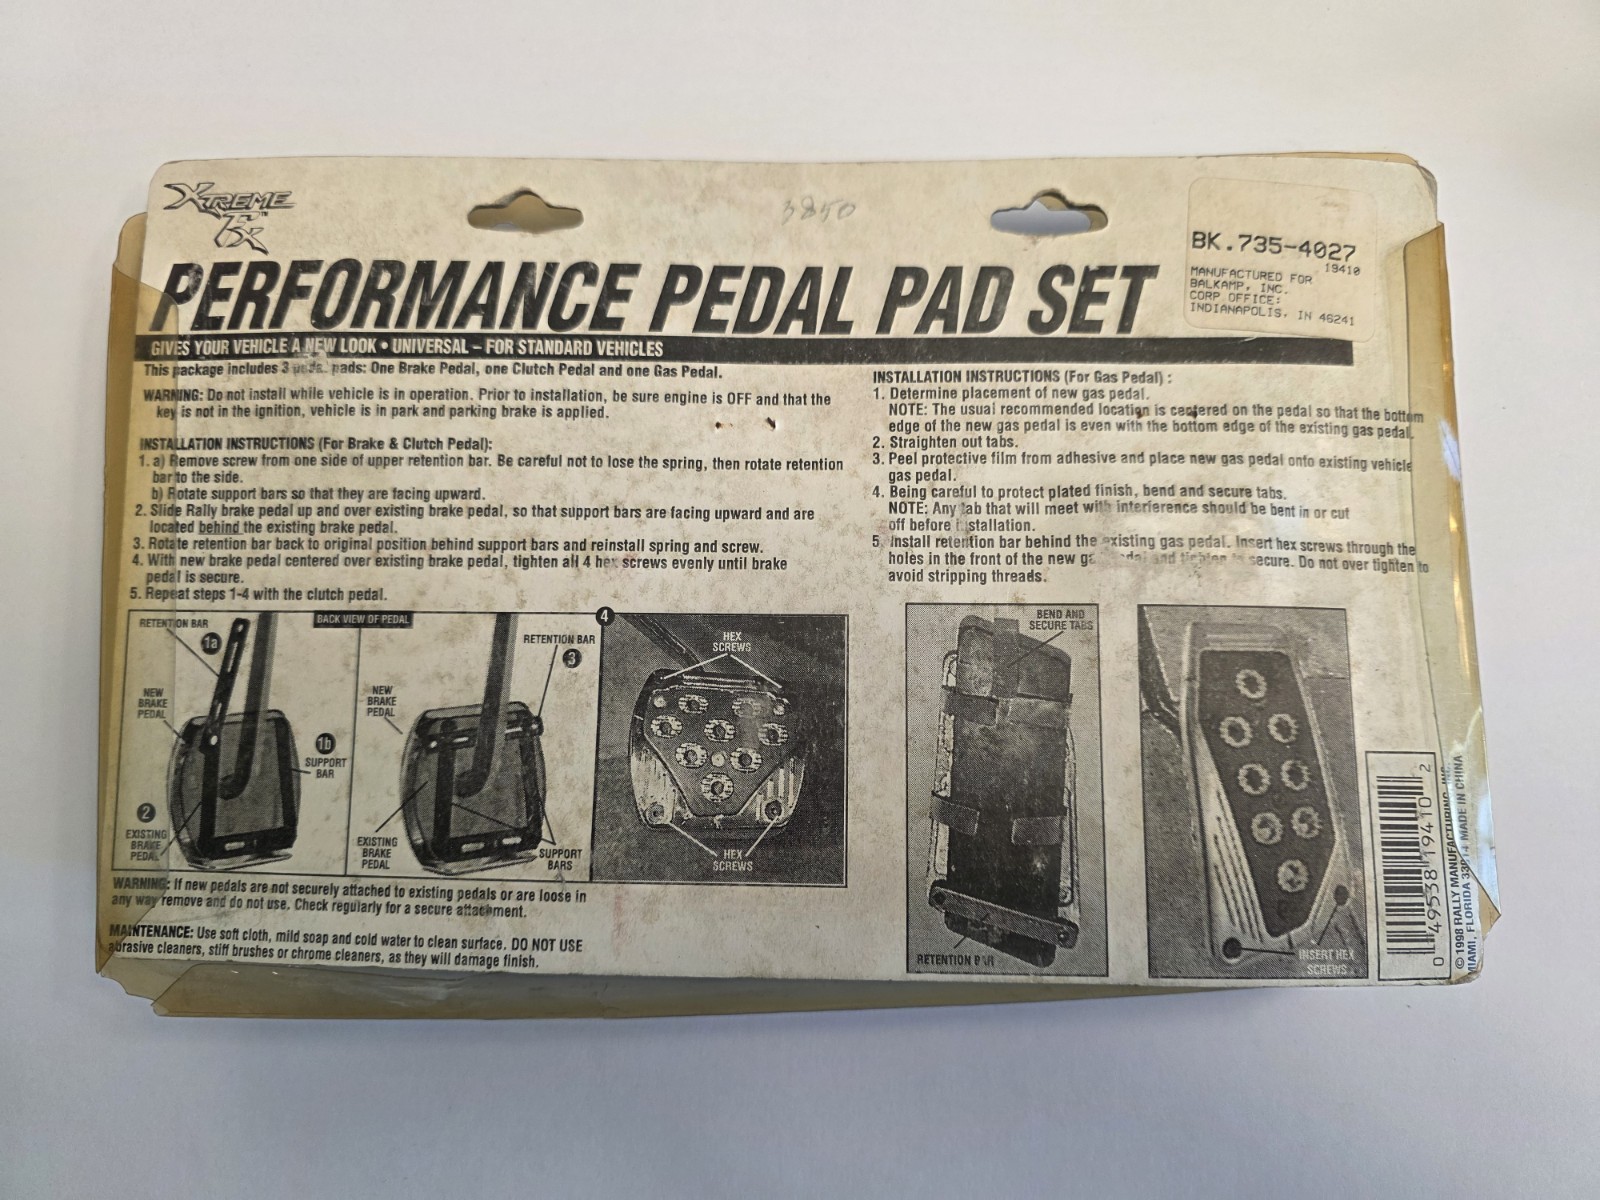 XTREME
Fx™
3850
BK.735-4027
19410
MANUFACTURED FOR
BALKAMP, INC.
CORP OFFICE:
INDIANAPOLIS, IN 46241
PERFORMANCE PEDAL PAD SET
GIVES YOUR VEHICLE A NEW LOOK • UNIVERSAL – FOR STANDARD VEHICLES
This package includes 3 pads: One Brake Pedal, one Clutch Pedal and one Gas Pedal.
WARNING: Do not install while vehicle is in operation. Prior to installation, be sure engine is OFF and that the
key is not in the ignition, vehicle is in park and parking brake is applied.
INSTALLATION INSTRUCTIONS (For Brake & Clutch Pedal):
1. a) Remove screw from one side of upper retention bar. Be careful not to lose the spring, then rotate retention
bar to the side.
b) Rotate support bars so that they are facing upward.
2. Slide Rally brake pedal up and over existing brake pedal, so that support bars are facing upward and are
located behind the existing brake pedal.
3. Rotate retention bar back to original position behind support bars and reinstall spring and screw.
4. With new brake pedal centered over existing brake pedal, tighten all 4 hex screws evenly until brake
pedal is secure.
5. Repeat steps 1-4 with the clutch pedal.
INSTALLATION INSTRUCTIONS (For Gas Pedal) :
1. Determine placement of new gas pedal.
NOTE: The usual recommended location is centered on the pedal so that the bottom
edge of the new gas pedal is even with the bottom edge of the existing gas pedal.
2. Straighten out tabs.
3. Peel protective film from adhesive and place new gas pedal onto existing vehicle
gas pedal.
4. Being careful to protect plated finish, bend and secure tabs.
NOTE: Any tab that will meet with interference should be bent in or cut
off before installation.
5. Install retention bar behind the existing gas pedal. Insert hex screws through the
holes in the front of the new and tighten secure. Do not over tighten to
avoid stripping threads.
RETENTION BAR
1a
BACK VIEW OF PEDAL
NEW
BRAKE
PEDAL
1b
SUPPORT
BAR
2
EXISTING
BRAKE
PEDAL
RETENTION BAR
3
NEW
BRAKE
PEDAL
EXISTING
BRAKE
PEDAL
SUPPORT
BARS
4
HEX
SCREWS
HEX
SCREWS
BEND AND
SECURE TABS
RETENTION BAR
INSERT HEX
SCREWS
WARNING: If new pedals are not securely attached to existing pedals or are loose in
any way remove and do not use. Check regularly for a secure attachment.
MAINTENANCE: Use soft cloth, mild soap and cold water to clean surface. DO NOT USE
abrasive cleaners, stiff brushes or chrome cleaners, as they will damage finish.
0 49538 19410 2
© 1998 RALLY MANUFACTURING, INC.
MIAMI, FLORIDA 33014 MADE IN CHINA